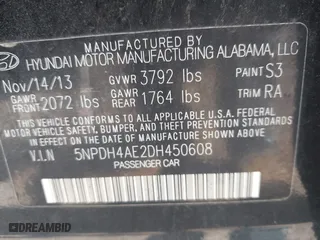 MANUFACTURED BY
HYUNDAI MOTOR MANUFACTURING ALABAMA, LLC
Nov/14/13 GVWR 3792 lbs PAINT S3
GAWR FRONT 2072 lbs GAWR REAR 1764 lbs TRIM RA
THIS VEHICLE CONFORMS TO ALL APPLICABLE U.S.A. FEDERAL
MOTOR VEHICLE SAFETY, BUMPER, AND THEFT PREVENTION
STANDARDS IN EFFECT ON THE DATE OF MANUFACTURE SHOWN ABOVE.
V.I.N 5NPDH4AE2DH450608
PASSENGER CAR
DREAMBID